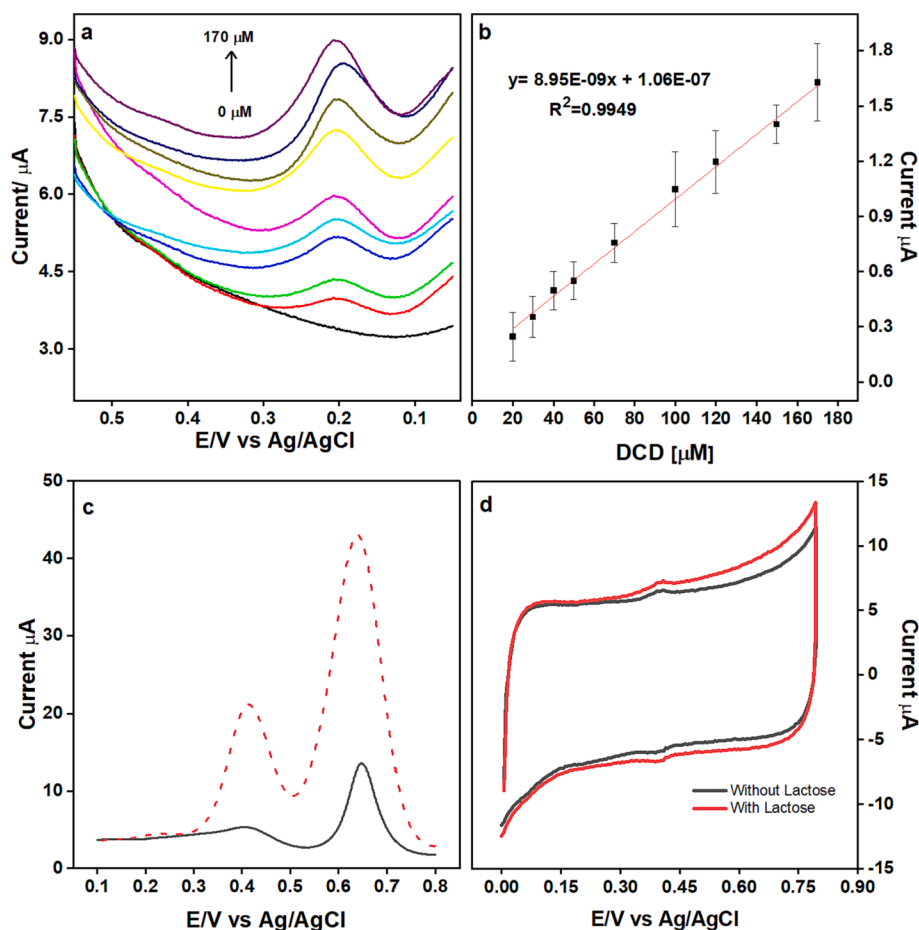 a
170 μM
0 μM
9.0
7.5
6.0
4.5
3.0
Current/ μA
0.5 0.4 0.3 0.2 0.1
E/V vs Ag/AgCl
b
y= 8.95E-09x + 1.06E-07
R²=0.9949
1.8
1.5
1.2
0.9
0.6
0.3
0.0
Current μA
0 20 40 60 80 100 120 140 160 180
DCD [μM]
c
50
40
30
20
10
0
Current μA
0.1 0.2 0.3 0.4 0.5 0.6 0.7 0.8
E/V vs Ag/AgCl
d
15
10
5
0
-5
-10
-15
Current μA
Without Lactose
With Lactose
0.00 0.15 0.30 0.45 0.60 0.75 0.90
E/V vs Ag/AgCl